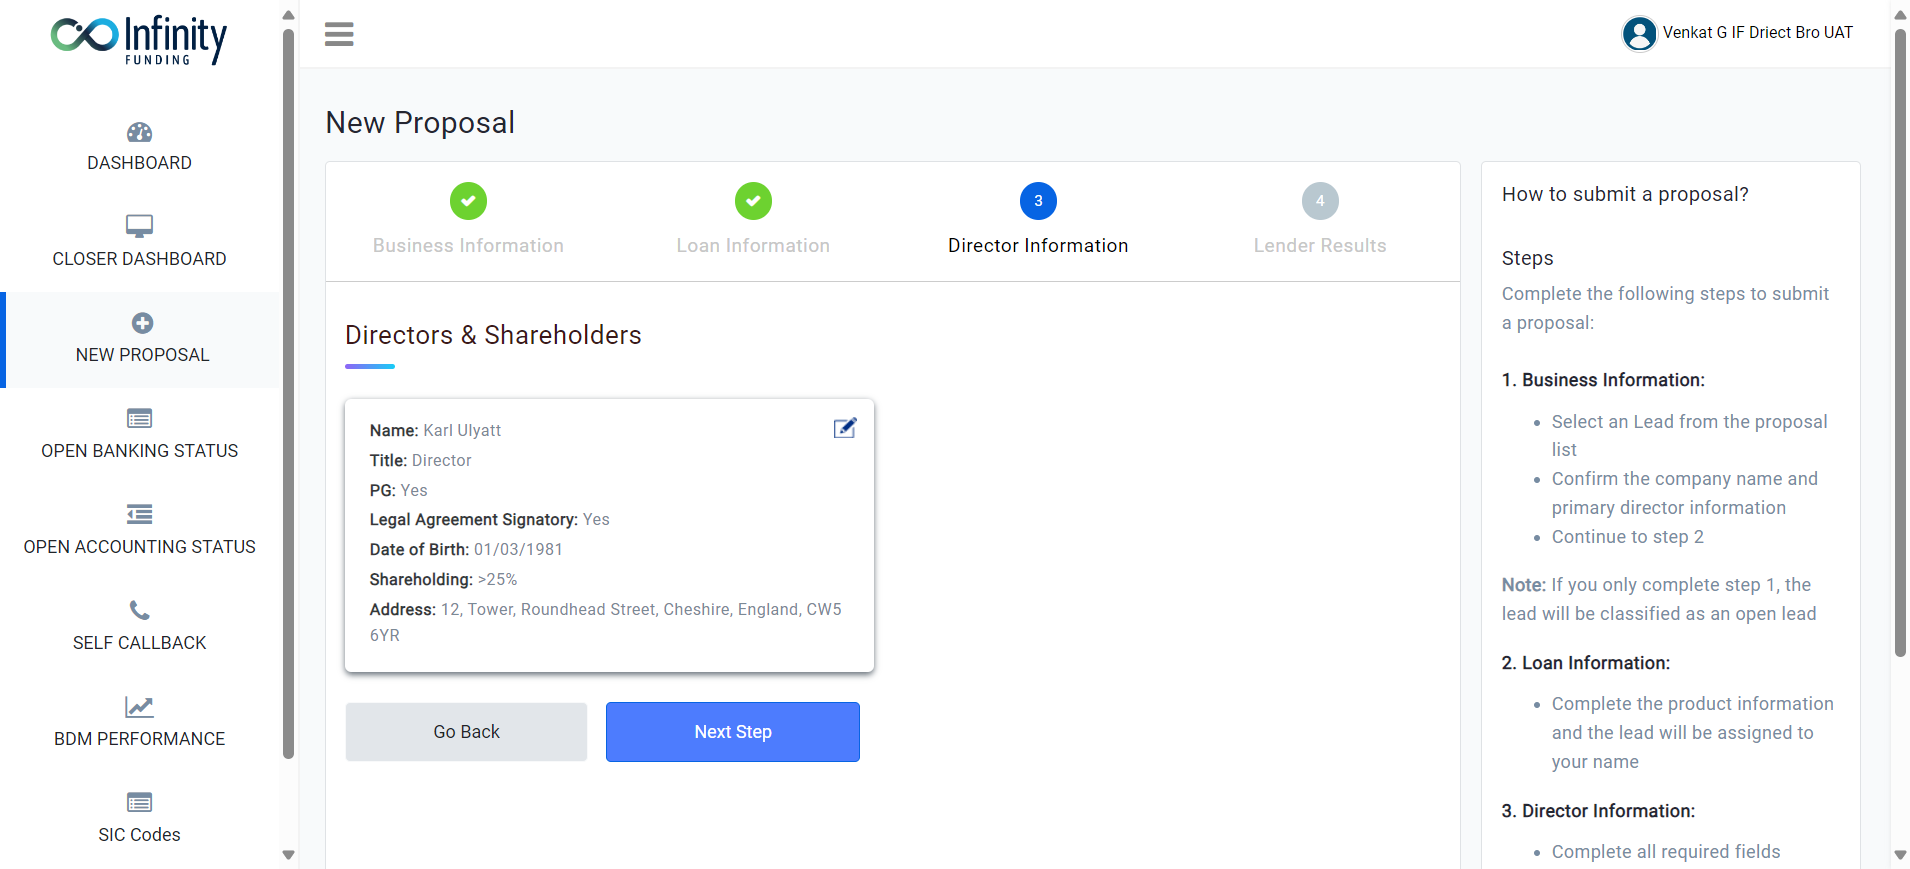 Infinity
FUNDING
Venkat G IF Driect Bro UAT
DASHBOARD
CLOSER DASHBOARD
NEW PROPOSAL
OPEN BANKING STATUS
OPEN ACCOUNTING STATUS
SELF CALLBACK
BDM PERFORMANCE
SIC Codes
New Proposal
Business Information
Loan Information
3
Director Information
4
Lender Results
Directors & Shareholders
Name: Karl Ulyatt
Title: Director
PG: Yes
Legal Agreement Signatory: Yes
Date of Birth: 01/03/1981
Shareholding: >25%
Address: 12, Tower, Roundhead Street, Cheshire, England, CW5
6YR
Go Back
Next Step
How to submit a proposal?
Steps
Complete the following steps to submit
a proposal:
1. Business Information:
• Select an Lead from the proposal
list
• Confirm the company name and
primary director information
• Continue to step 2
Note: If you only complete step 1, the
lead will be classified as an open lead
2. Loan Information:
• Complete the product information
and the lead will be assigned to
your name
3. Director Information:
• Complete all required fields